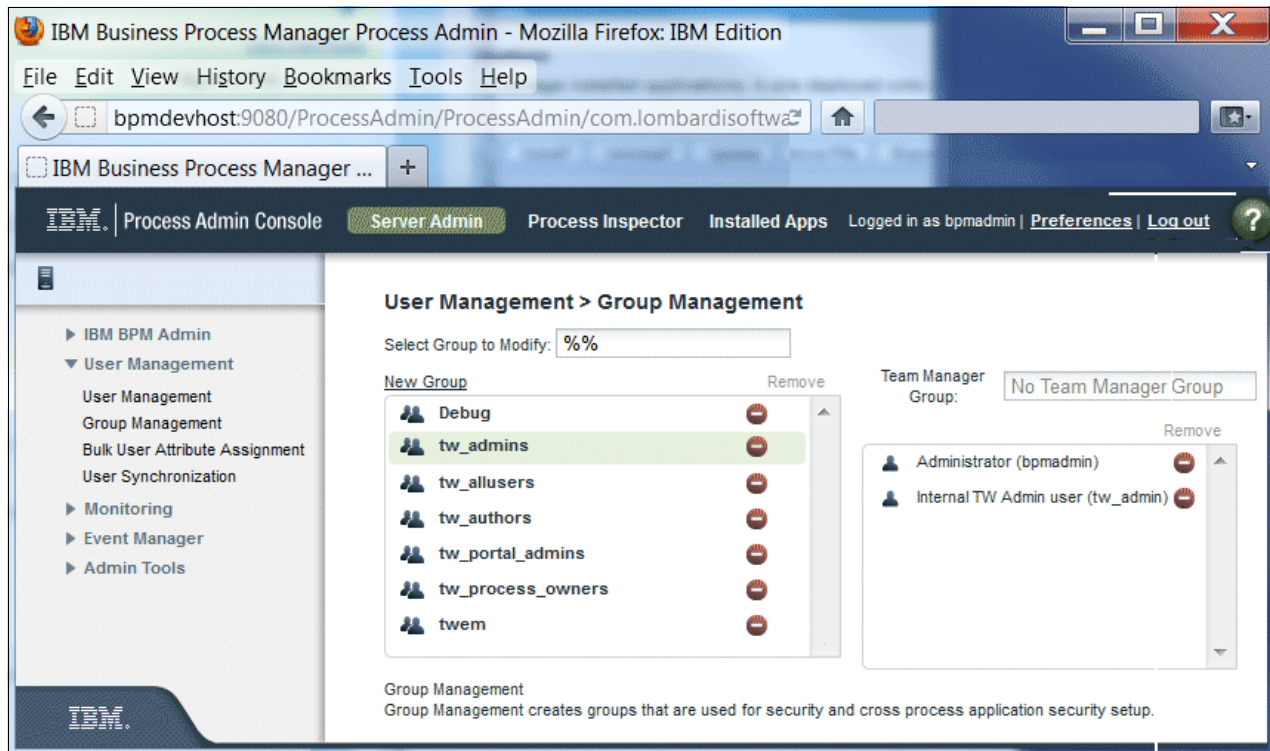 IBM Business Process Manager Process Admin - Mozilla Firefox: IBM Edition
File Edit View History Bookmarks Tools Help
bpmdevhost:9080/ProcessAdmin/ProcessAdmin/com.lombardisoftwa
IBM Business Process Manager ... +
IBM. Process Admin Console Server Admin Process Inspector Installed Apps Logged in as bpmadmin | Preferences | Log out ?
IBM BPM Admin
User Management
User Management
Group Management
Bulk User Attribute Assignment
User Synchronization
Monitoring
Event Manager
Admin Tools
IBM.
User Management > Group Management
Select Group to Modify: %%
New Group Remove
Debug
tw_admins
tw_allusers
tw_authors
tw_portal_admins
tw_process_owners
twem
Team Manager Group: No Team Manager Group
Remove
Administrator (bpmadmin)
Internal TW Admin user (tw_admin)
Group Management
Group Management creates groups that are used for security and cross process application security setup.